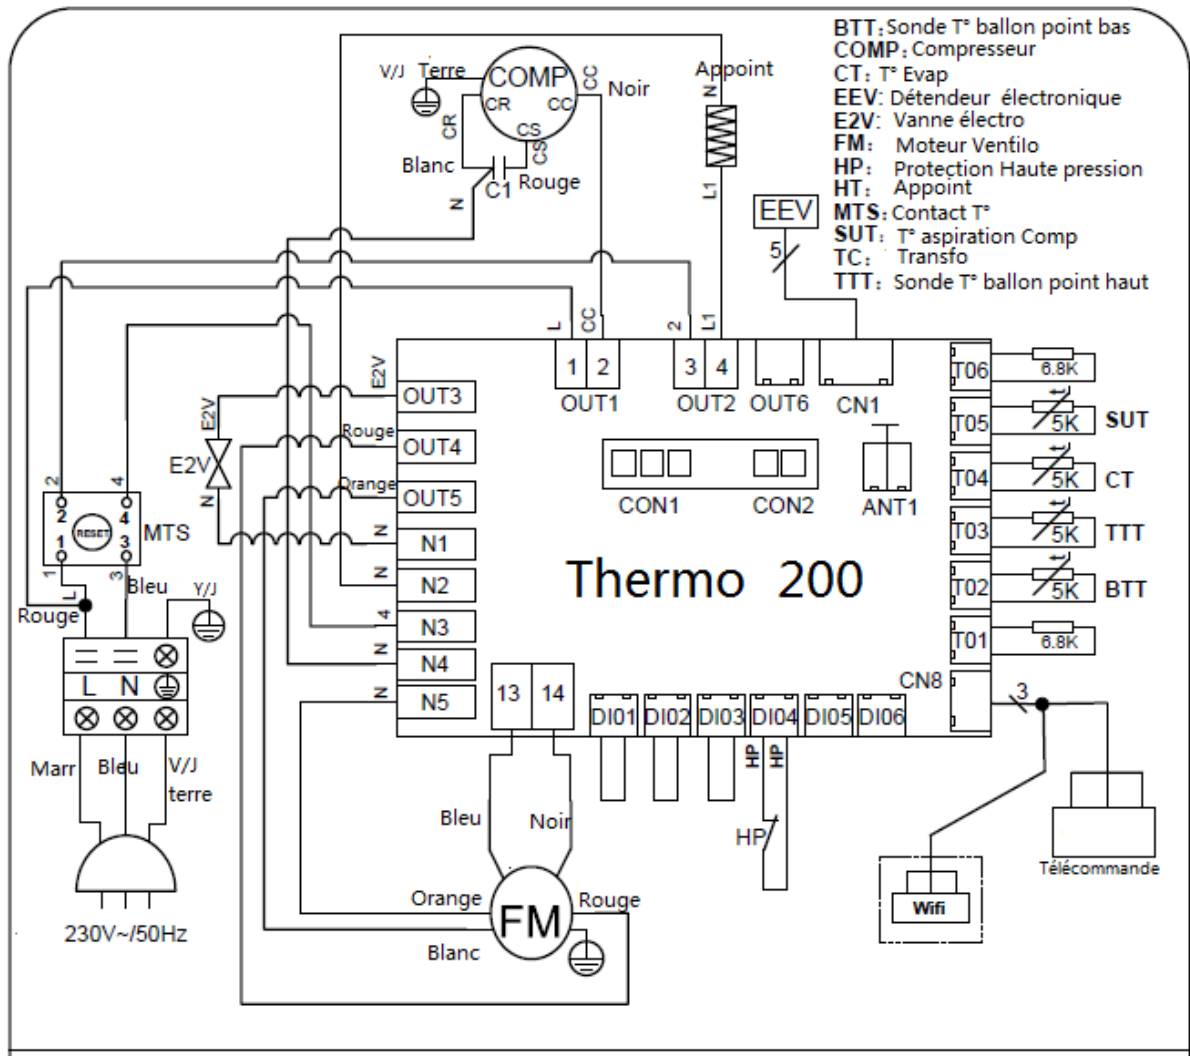 BTT: Sonde T° ballon point bas
COMP: Compresseur
CT: T° Evap
EEV: Détendeur électronique
E2V: Vanne électro
FM: Moteur Ventilo
HP: Protection Haute pression
HT: Appoint
MTS: Contact T°
SUT: T° aspiration Comp
TC: Transfo
TTT: Sonde T° ballon point haut
V/J Terre
COMP
CR
CC
CS
CC
Noir
CR
CS
Blanc
C1
Rouge
N
Appoint
N
L1
EEV
5
L
CC
2
L1
1
2
3
4
OUT1
OUT2
OUT6
CN1
E2V
OUT3
Rouge
OUT4
Orange
OUT5
N
N1
N
N2
4
N3
N
N4
N
N5
E2V
E2V
N
CON1
CON2
ANT1
Thermo 200
T06
6.8K
T05
t
5K
SUT
T04
t
5K
CT
T03
t
5K
TTT
T02
t
5K
BTT
T01
6.8K
CN8
3
2
4
2
4
RESET
MTS
1
3
1
L
3
Bleu
Y/J
Rouge
L
N
Marr
Bleu
V/J
terre
230V~/50Hz
13
14
DI01
DI02
DI03
DI04
DI05
DI06
HP
HP
HP
Bleu
Noir
Orange
FM
Rouge
Blanc
Télécommande
Wifi